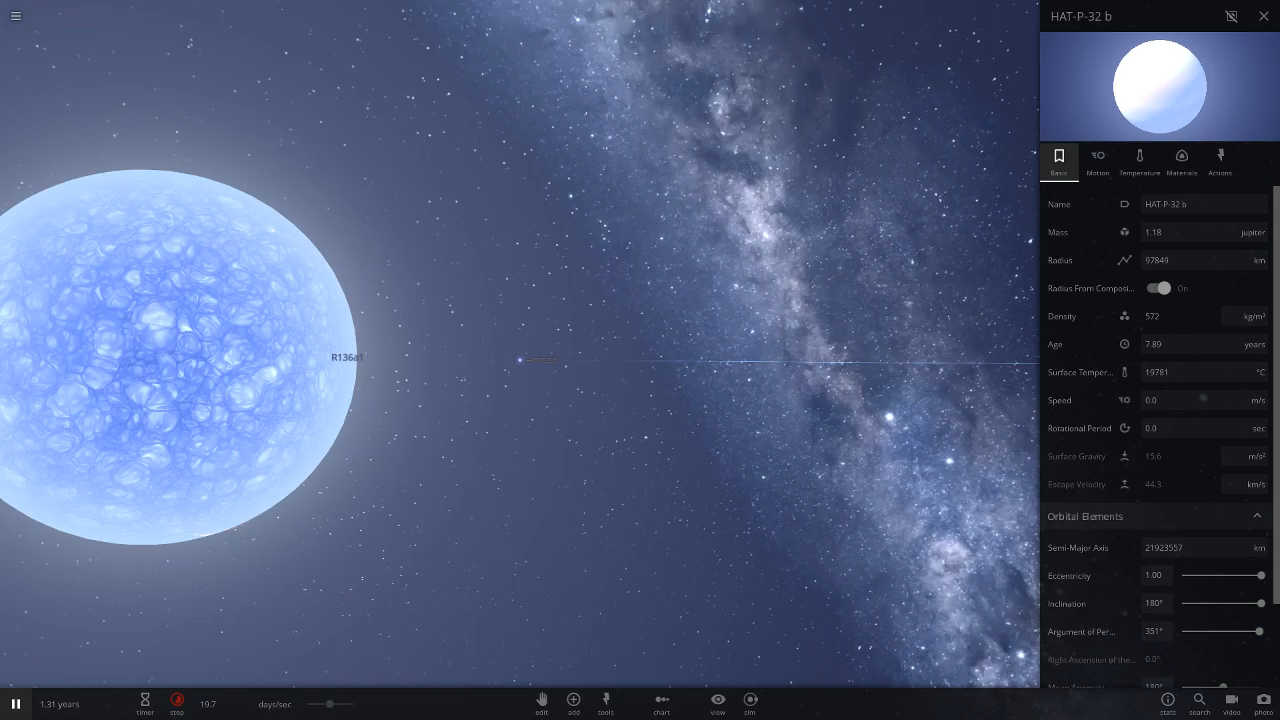 HAT-P-32 b
Basic
Motion
Temperature
Materials
Actions
Name HAT-P-32 b
Mass 1.18 jupiter
Radius 97849 km
Radius From Composi... On
Density 572 kg/m³
Age 7.89 years
Surface Temper... 19781 °C
Speed 0.0 m/s
Rotational Period 0.0 sec
Surface Gravity 15.6 m/s²
Escape Velocity 44.3 km/s
Orbital Elements
Semi-Major Axis 21923557 km
Eccentricity 1.00
Inclination 180°
Argument of Per... 351°
Right Ascension of the... 0.0°
Mean Anomaly 180°
R136a1
1.31 years
timer
step
19.7 days/sec
edit
add
tools
chart
view
sim
stats
search
video
photo